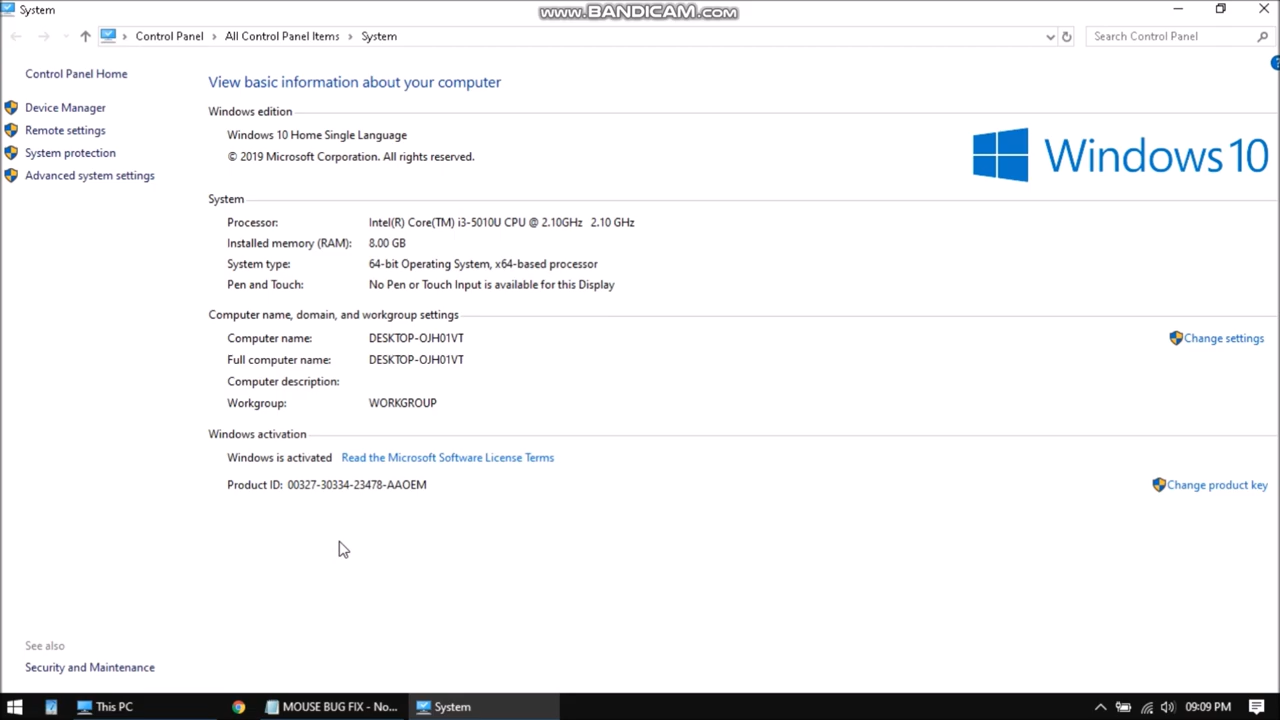 System
www.BANDICAM.com
Control Panel > All Control Panel Items > System
Search Control Panel
Control Panel Home
Device Manager
Remote settings
System protection
Advanced system settings
See also
Security and Maintenance
View basic information about your computer
Windows edition
Windows 10 Home Single Language
© 2019 Microsoft Corporation. All rights reserved.
Windows 10
System
Processor: Intel(R) Core(TM) i3-5010U CPU @ 2.10GHz 2.10 GHz
Installed memory (RAM): 8.00 GB
System type: 64-bit Operating System, x64-based processor
Pen and Touch: No Pen or Touch Input is available for this Display
Computer name, domain, and workgroup settings
Computer name: DESKTOP-OJH01VT
Change settings
Full computer name: DESKTOP-OJH01VT
Computer description:
Workgroup: WORKGROUP
Windows activation
Windows is activated Read the Microsoft Software License Terms
Product ID: 00327-30334-23478-AAOEM
Change product key
This PC
MOUSE BUG FIX - No...
System
09:09 PM